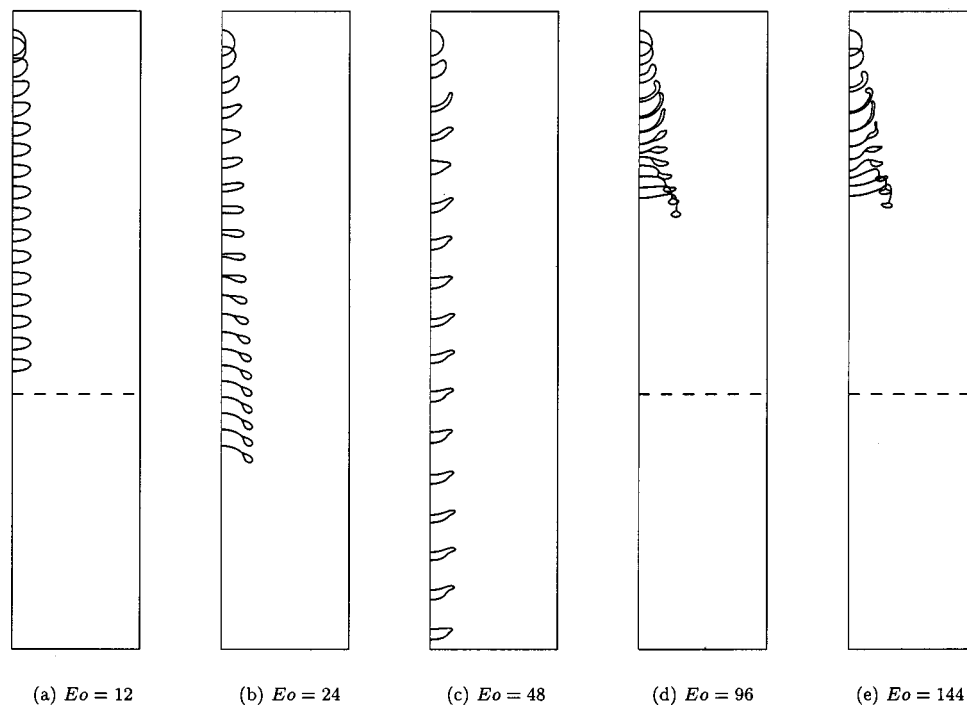 (a) Eo = 12
(b) Eo = 24
(c) Eo = 48
(d) Eo = 96
(e) Eo = 144